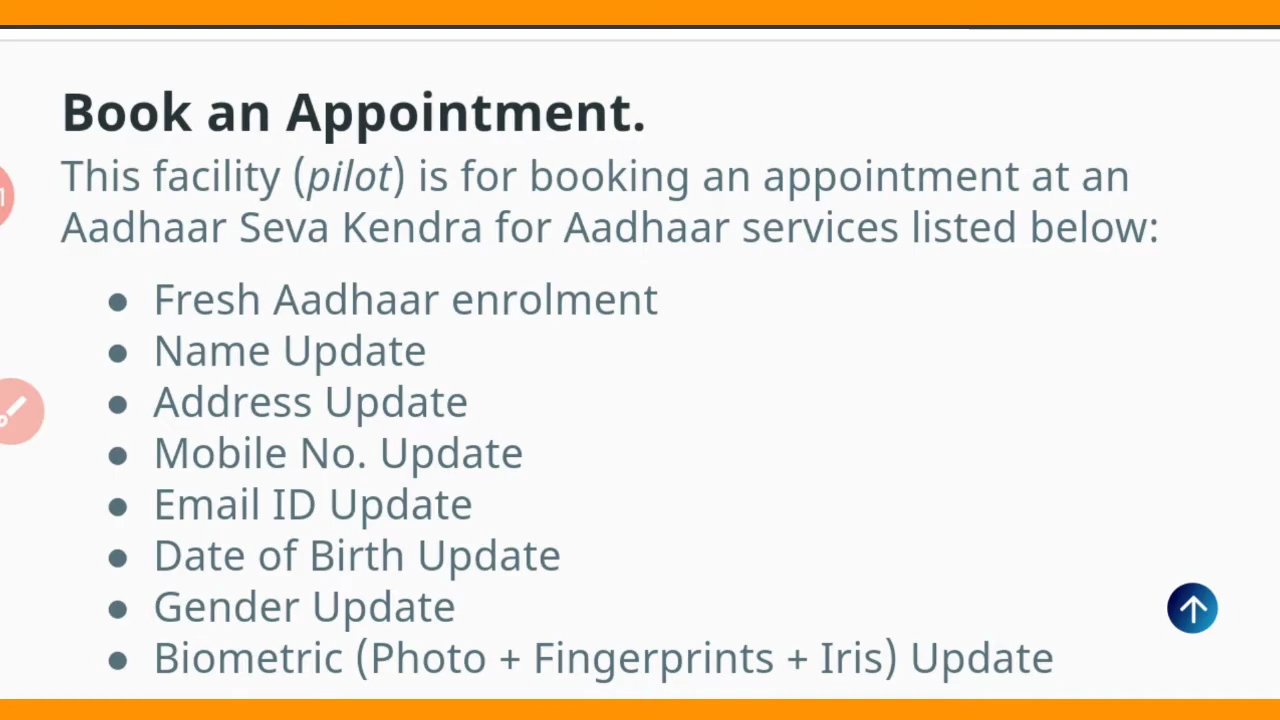 Book an Appointment.
This facility (pilot) is for booking an appointment at an
Aadhaar Seva Kendra for Aadhaar services listed below:
● Fresh Aadhaar enrolment
● Name Update
● Address Update
● Mobile No. Update
● Email ID Update
● Date of Birth Update
● Gender Update
● Biometric (Photo + Fingerprints + Iris) Update